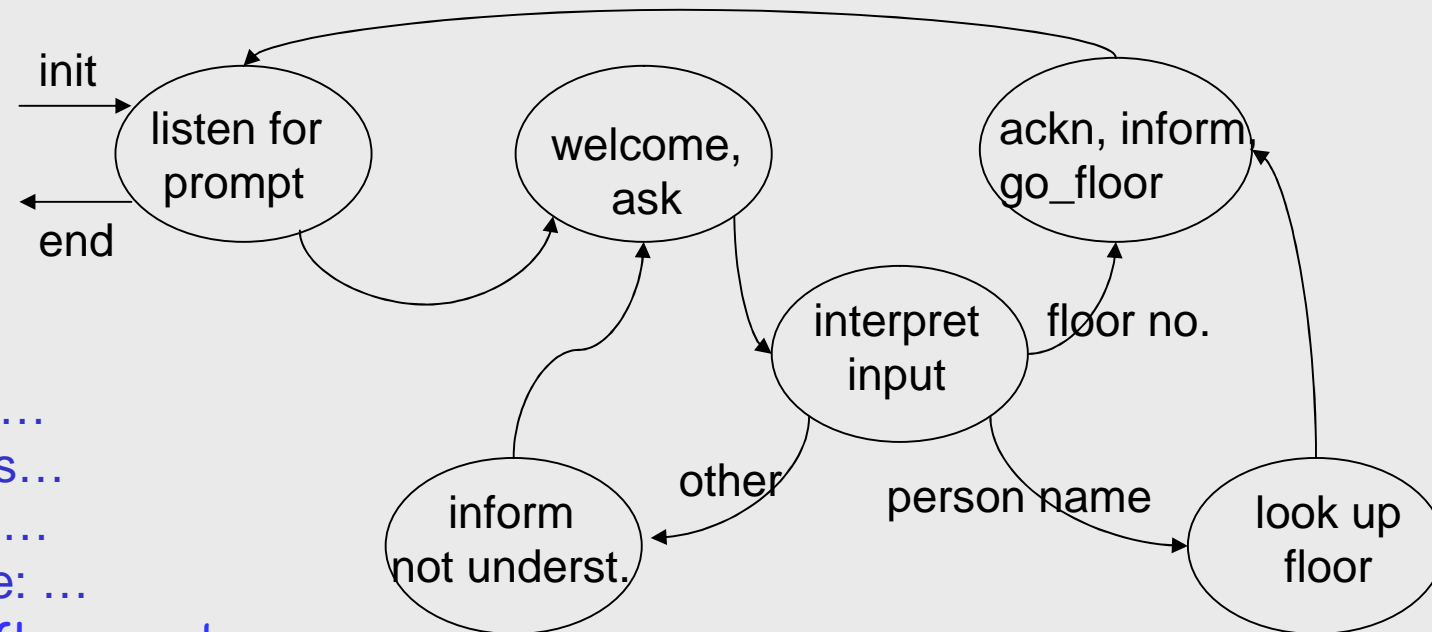 init
listen for
prompt
end
welcome,
ask
ackn, inform,
go_floor
interpret
input
floor no.
other
person name
inform
not underst.
look up
floor
…
s…
…
e: …